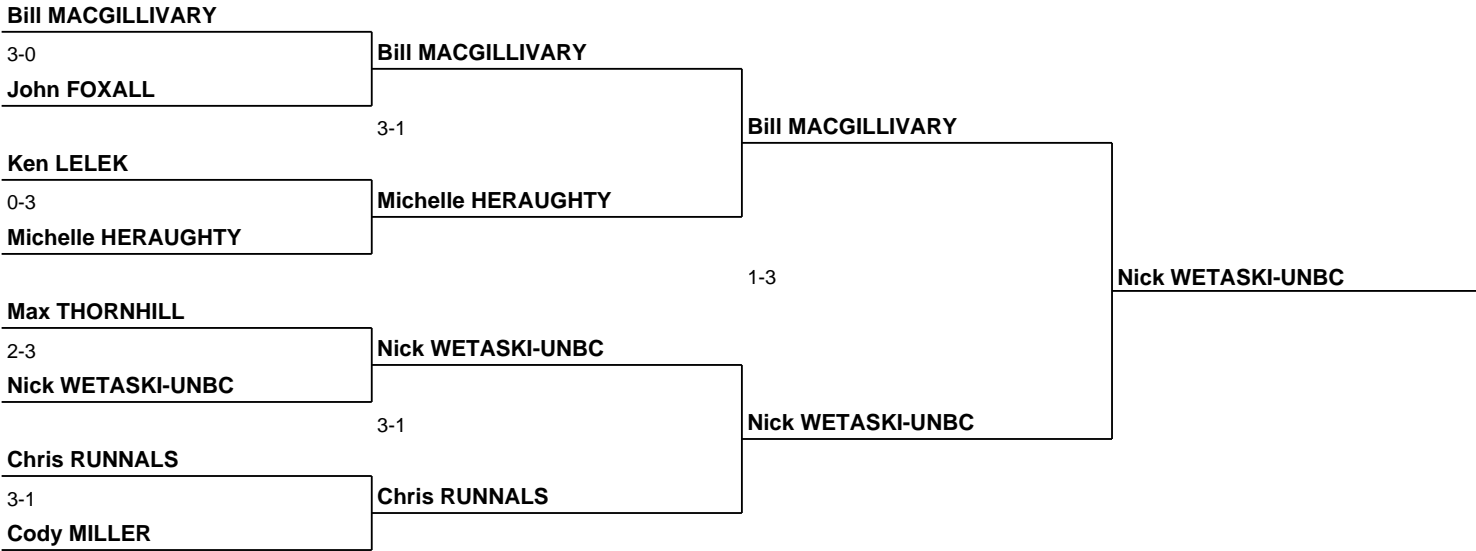 Bill MACGILLIVARY
3-0
Bill MACGILLIVARY
John FOXALL
3-1
Bill MACGILLIVARY
Ken LELEK
0-3
Michelle HERAUGHTY
Michelle HERAUGHTY
1-3
Nick WETASKI-UNBC
Max THORNHILL
2-3
Nick WETASKI-UNBC
Nick WETASKI-UNBC
3-1
Nick WETASKI-UNBC
Chris RUNNALS
3-1
Chris RUNNALS
Cody MILLER